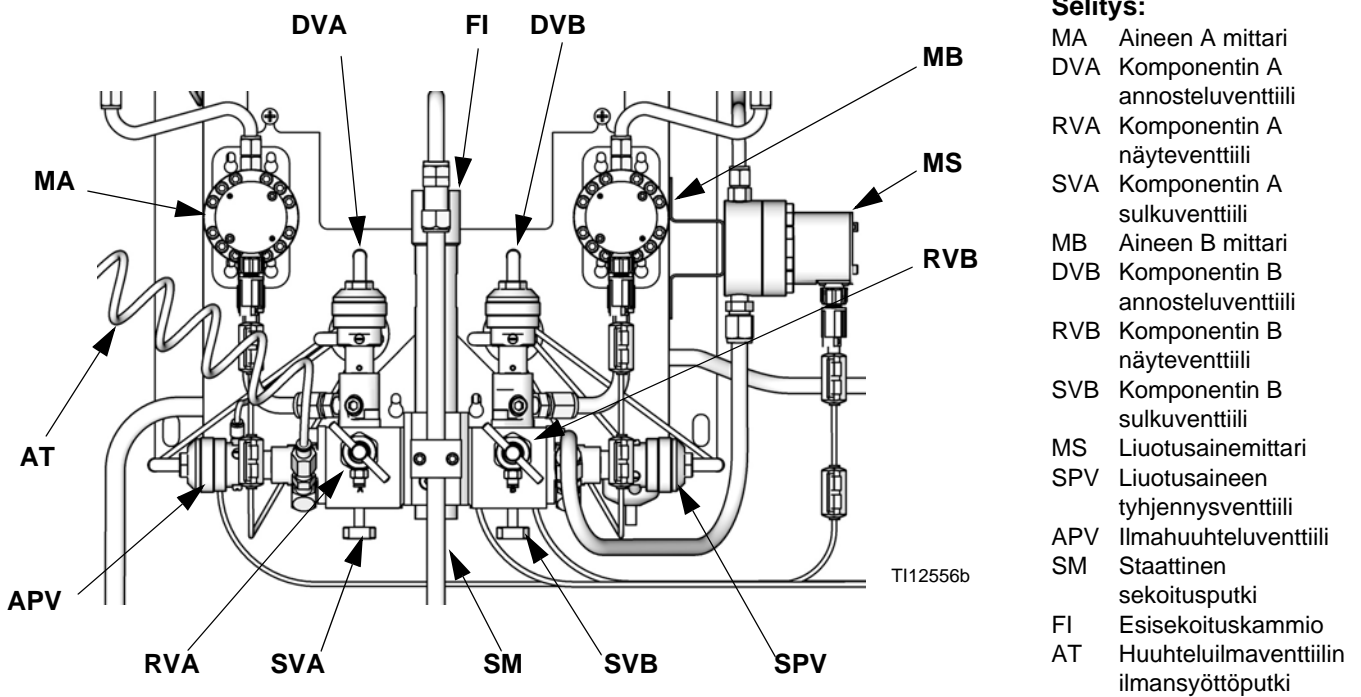 DVA FI DVB
MB
MA
MS
RVB
AT
TI12556b
APV
RVA SVA SM SVB SPV
Selitys:
MA Aineen A mittari
DVA Komponentin A
annosteluventtiili
RVA Komponentin A
näyteventtiili
SVA Komponentin A
sulkuventtiili
MB Aineen B mittari
DVB Komponentin B
annosteluventtiili
RVB Komponentin B
näyteventtiili
SVB Komponentin B
sulkuventtiili
MS Liuotusainemittari
SPV Liuotusaineen
tyhjennysventtiili
APV Ilmahuuhteluventtiili
SM Staattinen
sekoitusputki
FI Esisekoituskammio
AT Huuhteluilmaventtiilin
ilmansyöttöputki